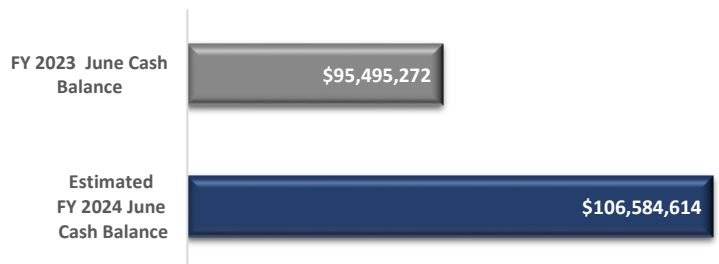 FY 2023 June Cash
Balance
$95,495,272
Estimated
FY 2024 June
Cash Balance
$106,584,614